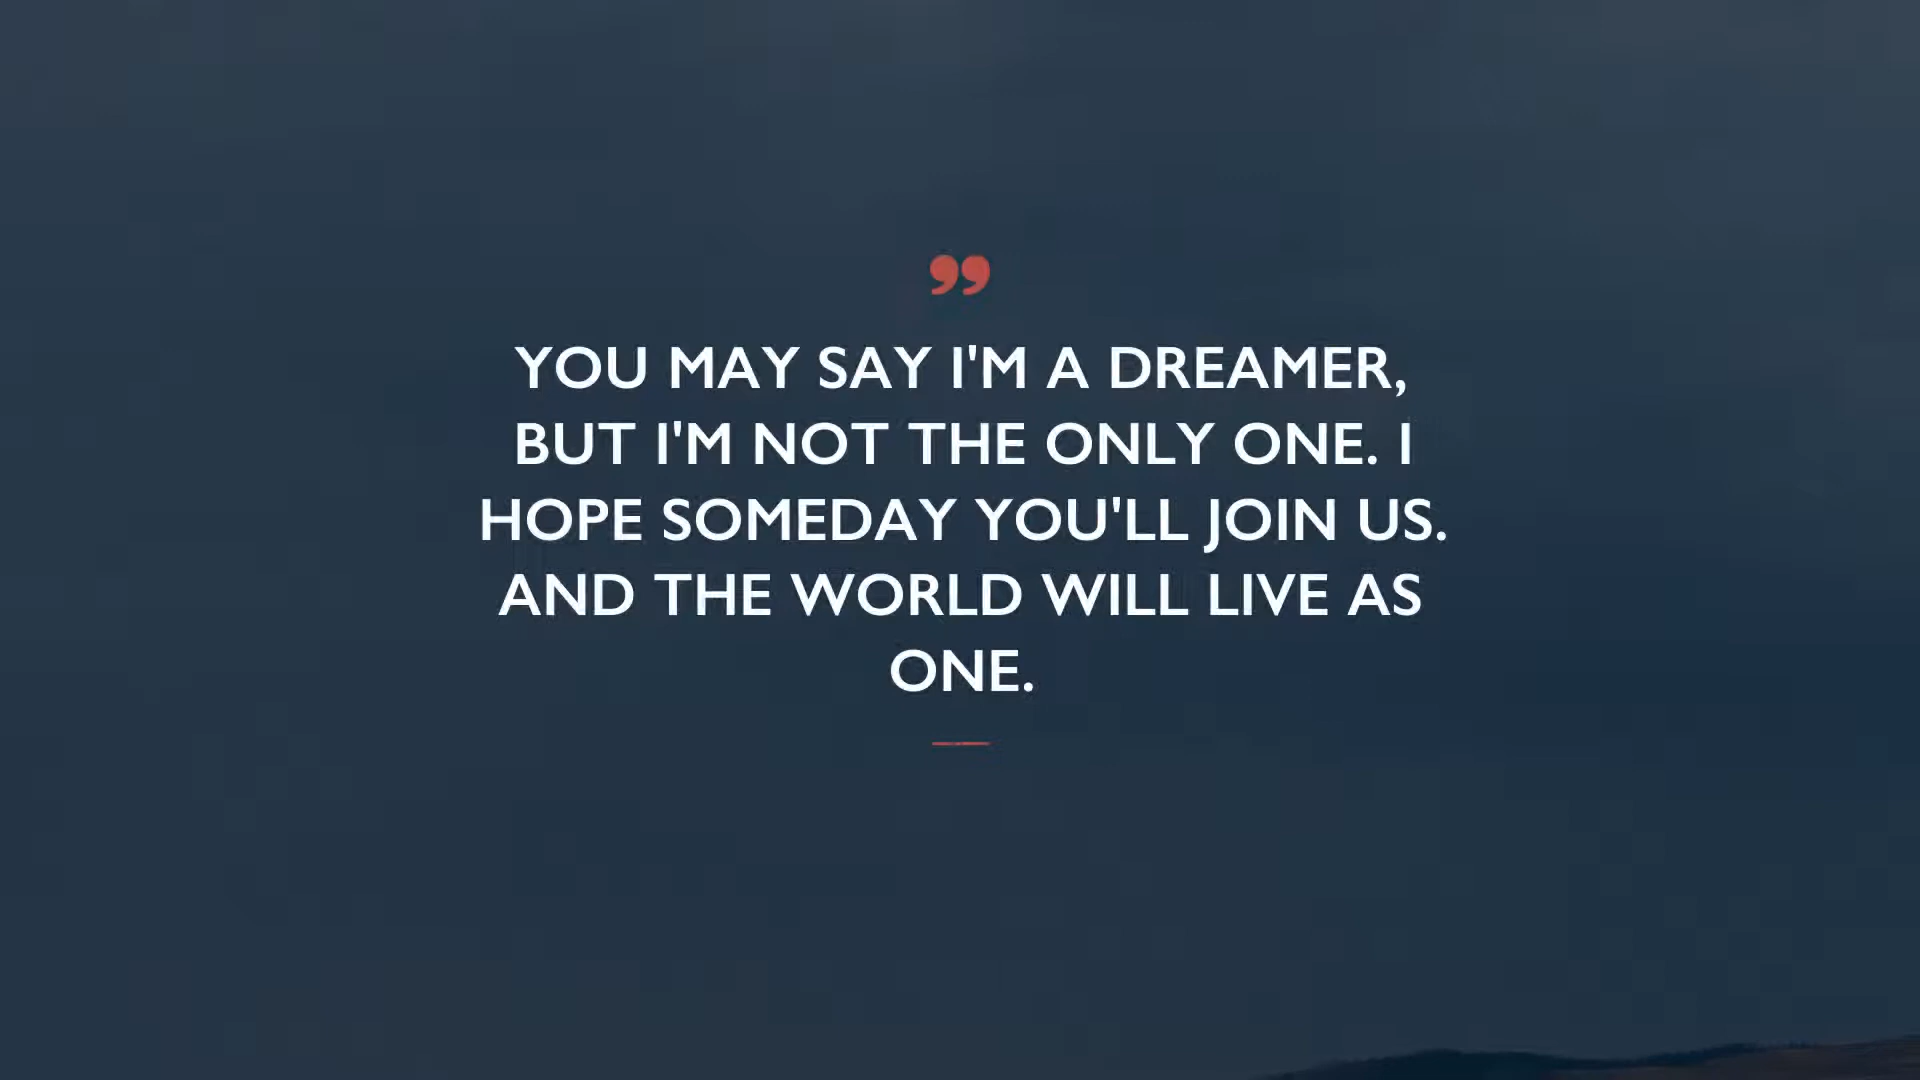 ”
YOU MAY SAY I'M A DREAMER,
BUT I'M NOT THE ONLY ONE. I
HOPE SOMEDAY YOU'LL JOIN US.
AND THE WORLD WILL LIVE AS
ONE.